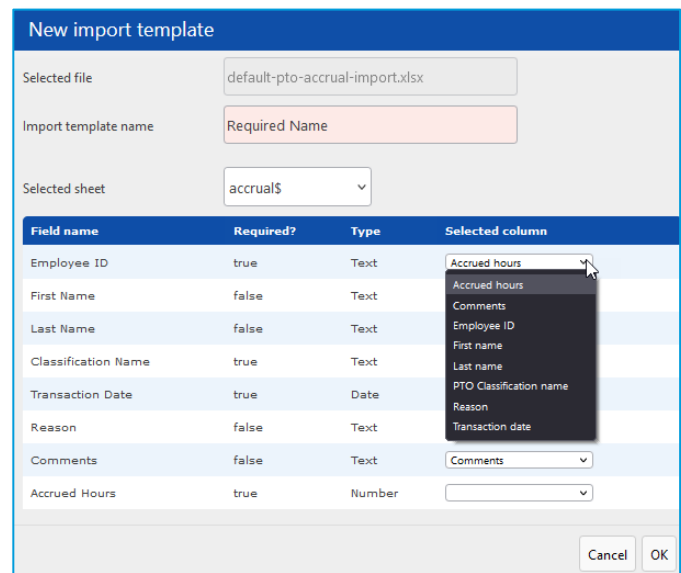 New import template
Selected file default-pto-accrual-import.xlsx
Import template name Required Name
Selected sheet accrual$
Field name Required? Type Selected column
Employee ID true Text Accrued hours
Accrued hours
First Name false Text Comments
Employee ID
Last Name false Text First name
Last name
Classification Name true Text PTO Classification name
Transaction Date true Date Reason
Reason false Text Transaction date
Comments false Text Comments
Accrued Hours true Number
Cancel OK